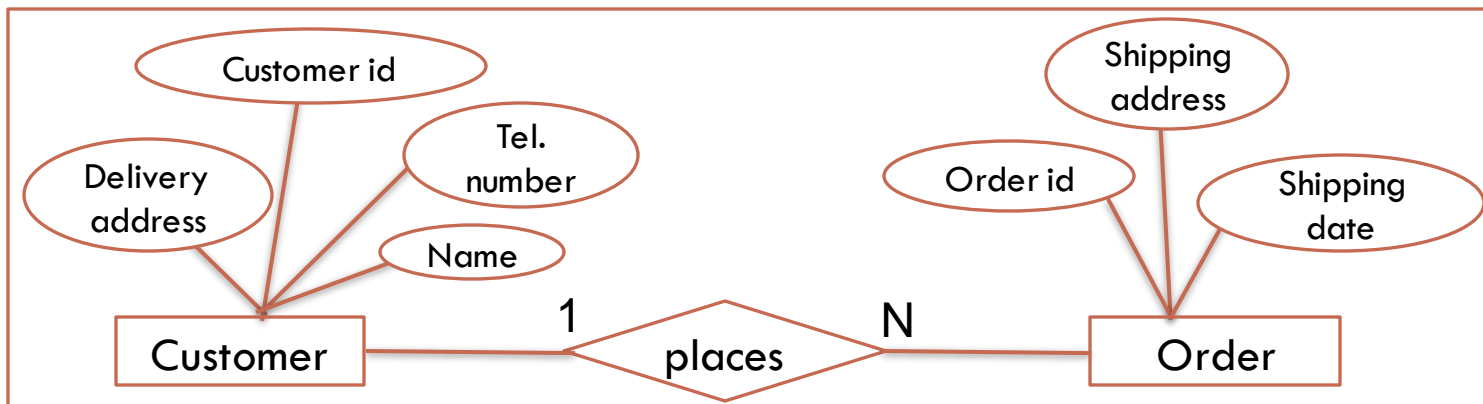 Customer id
Delivery
address
Tel.
number
Name
Customer
1
places
N
Order id
Shipping
address
Shipping
date
Order